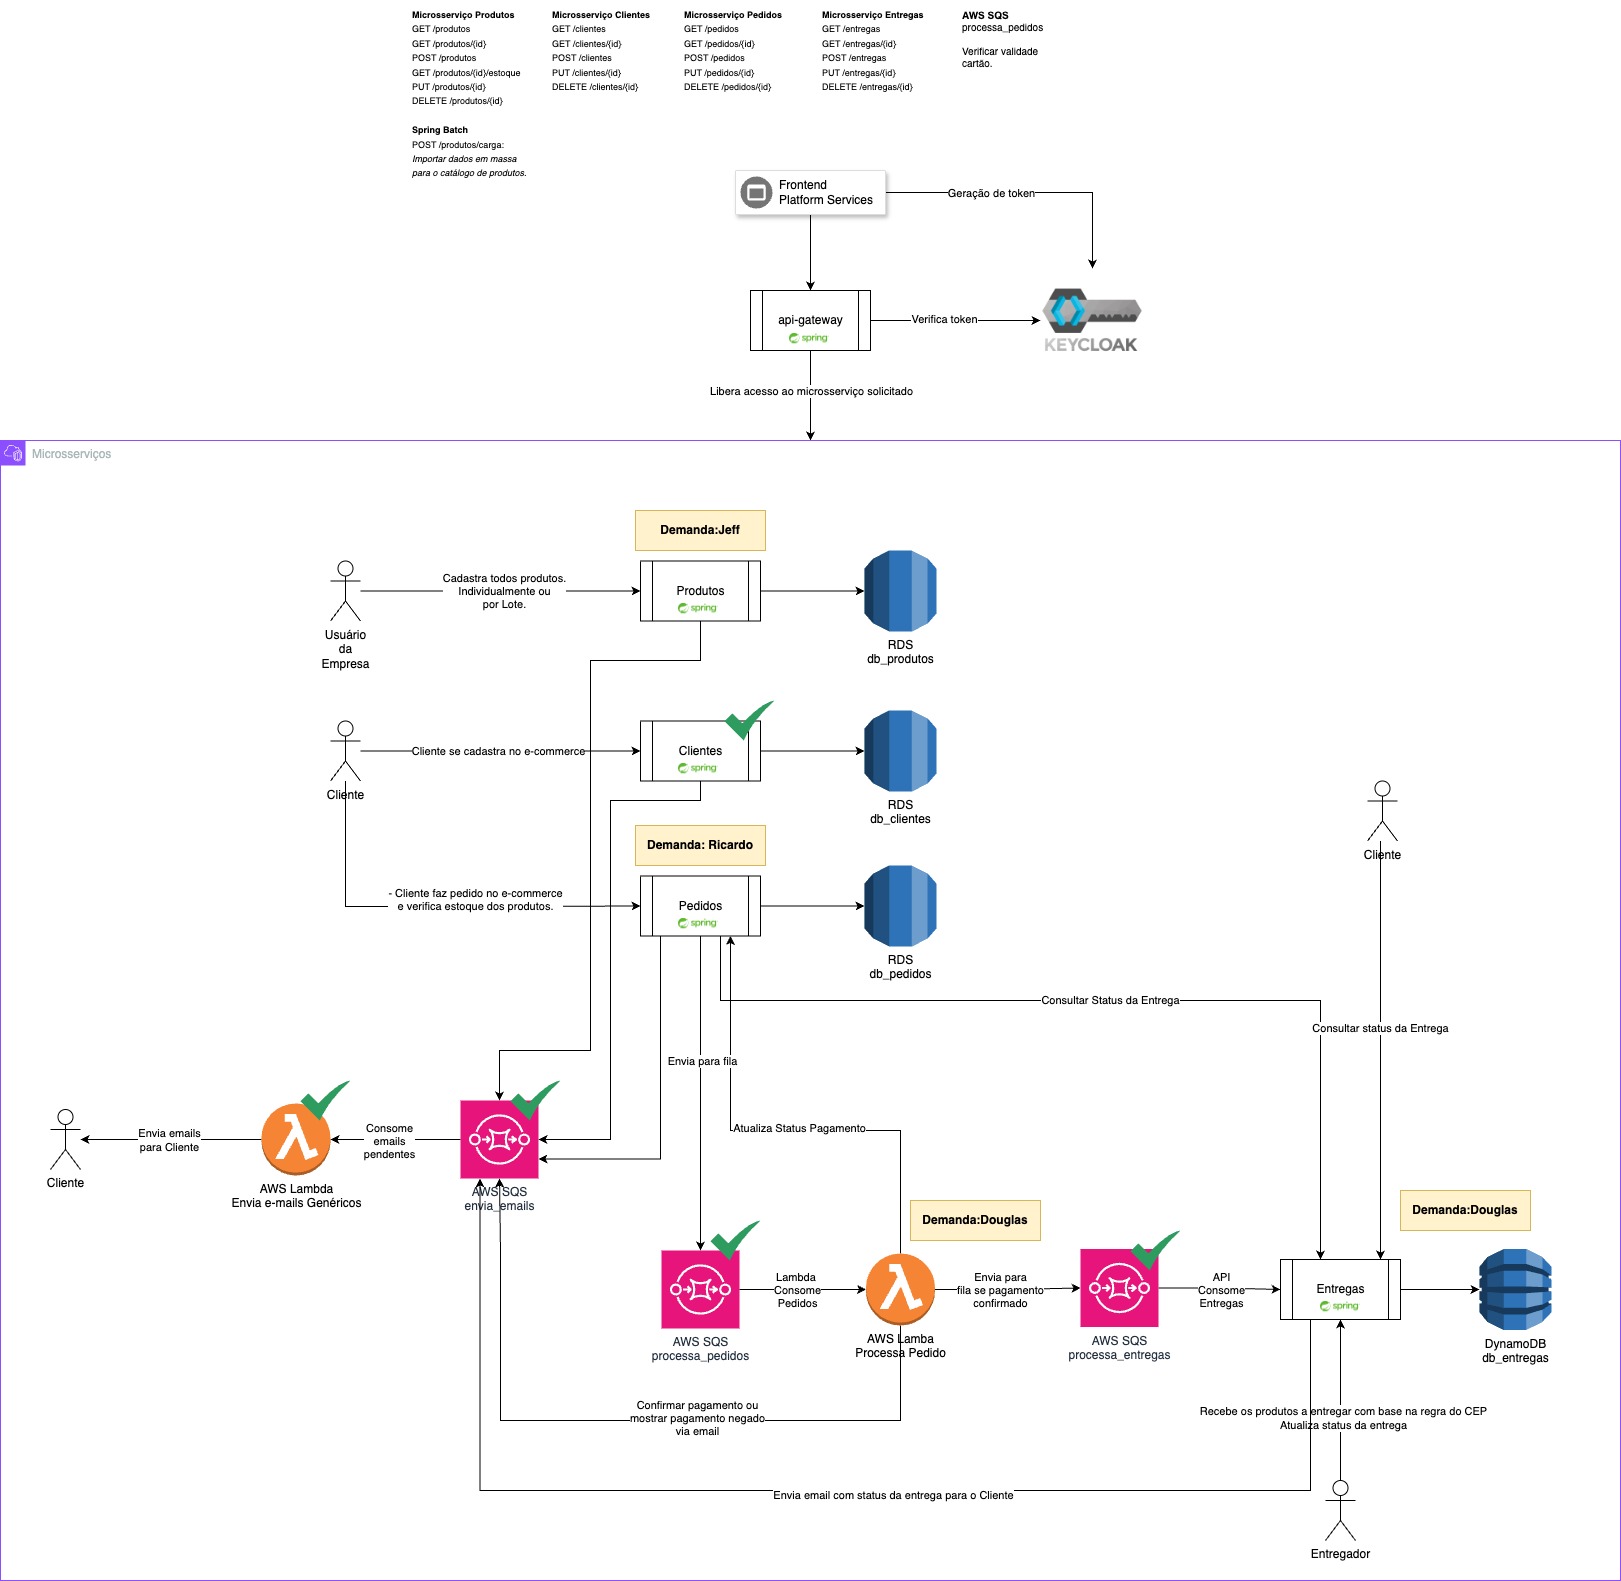 Microsserviço Produtos
GET /produtos
GET /produtos/{id}
POST /produtos
GET /produtos/{id}/estoque
PUT /produtos/{id}
DELETE /produtos/{id}
Spring Batch
POST /produtos/carga:
Importar dados em massa
para o catálogo de produtos.
Microsserviço Clientes
GET /clientes
GET /clientes/{id}
POST /clientes
PUT /clientes/{id}
DELETE /clientes/{id}
Microsserviço Pedidos
GET /pedidos
GET /pedidos/{id}
POST /pedidos
PUT /pedidos/{id}
DELETE /pedidos/{id}
Microsserviço Entregas
GET /entregas
GET /entregas/{id}
POST /entregas
PUT /entregas/{id}
DELETE /entregas/{id}
AWS SQS
processa_pedidos
Verificar validade
cartão.
Frontend
Platform Services
Geração de token
api-gateway
spring
Verifica token
KEYCLOAK
Libera acesso ao microsserviço solicitado
Microsserviços
Demanda:Jeff
Usuário
da
Empresa
Cadastra todos produtos.
Individualmente ou
por Lote.
Produtos
spring
RDS
db_produtos
Cliente
Cliente se cadastra no e-commerce
Clientes
spring
RDS
db_clientes
Demanda: Ricardo
- Cliente faz pedido no e-commerce
e verifica estoque dos produtos.
Pedidos
spring
RDS
db_pedidos
Cliente
Consultar Status da Entrega
Consultar status da Entrega
Envia para fila
Atualiza Status Pagamento
Cliente
Envia emails
para Cliente
AWS Lambda
Envia e-mails Genéricos
Consome
emails
pendentes
AWS SQS
envia_emails
AWS SQS
processa_pedidos
Lambda
Consome
Pedidos
Demanda:Douglas
AWS Lamba
Processa Pedido
Envia para
fila se pagamento
confirmado
AWS SQS
processa_entregas
API
Consome
Entregas
Demanda:Douglas
Entregas
spring
DynamoDB
db_entregas
Confirmar pagamento ou
mostrar pagamento negado
via email
Recebe os produtos a entregar com base na regra do CEP
Atualiza status da entrega
Envia email com status da entrega para o Cliente
Entregador